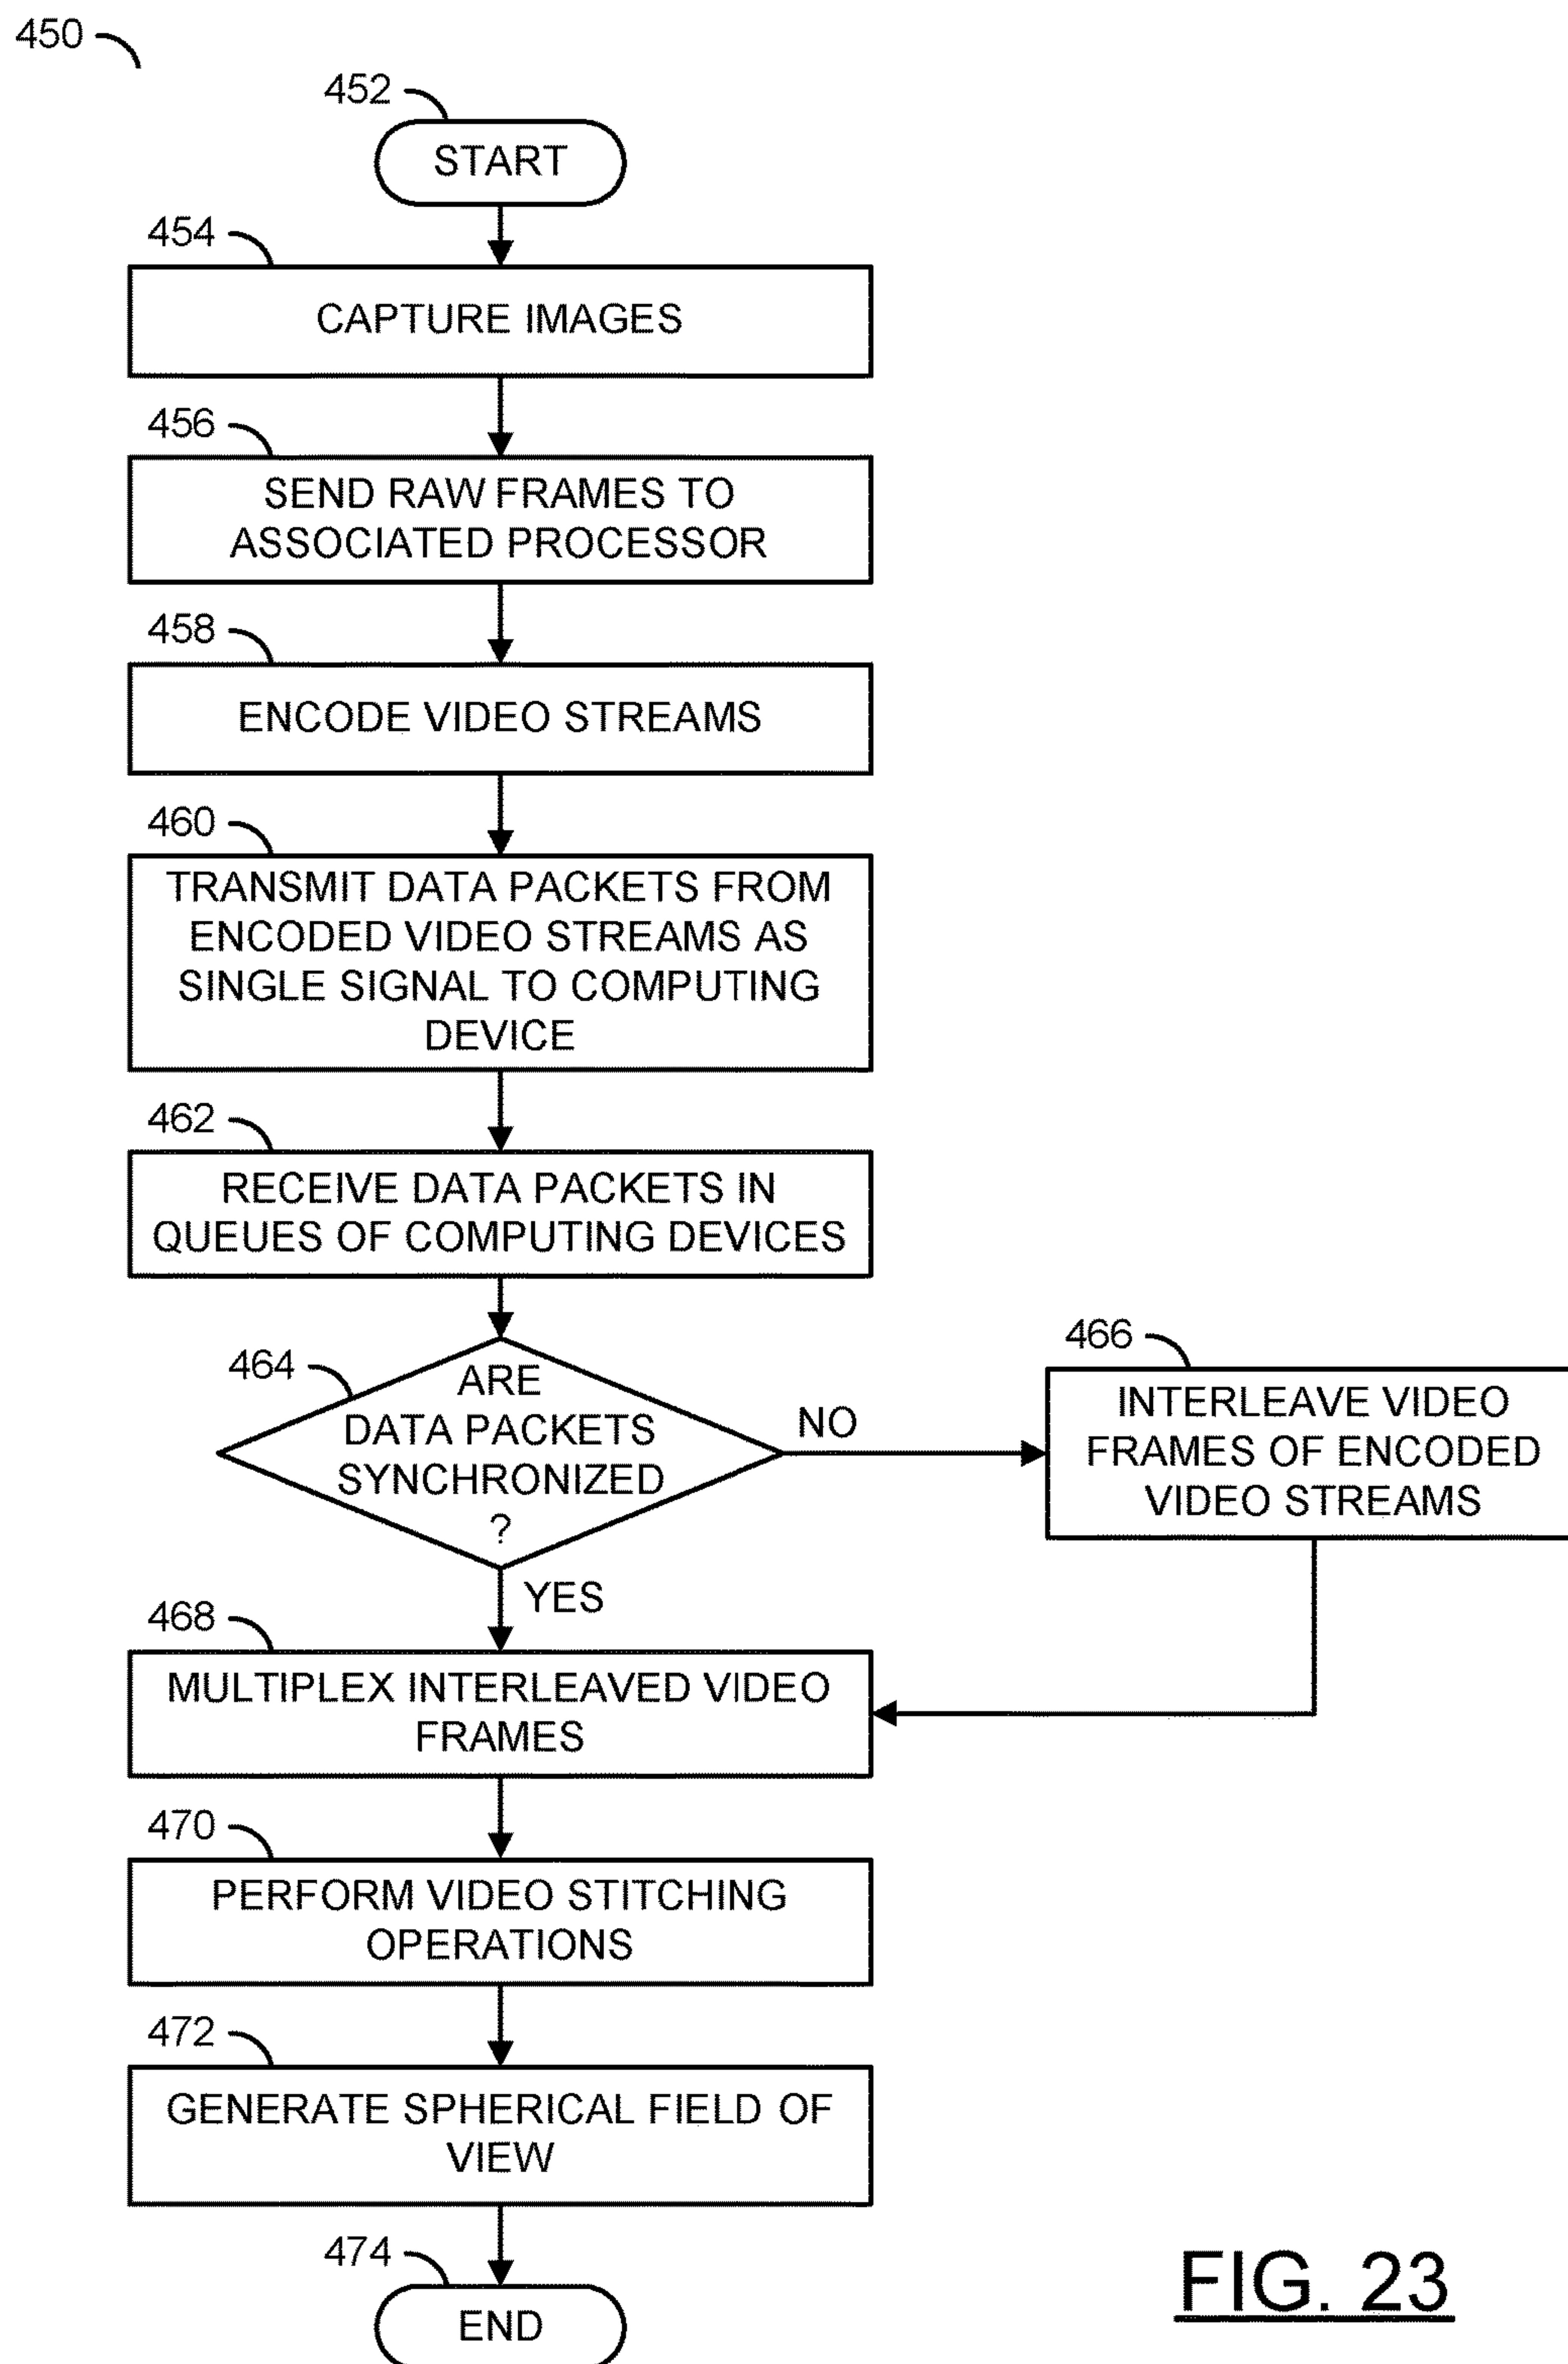 450
452
START
454
CAPTURE IMAGES
456
SEND RAW FRAMES TO
ASSOCIATED PROCESSOR
458
ENCODE VIDEO STREAMS
460
TRANSMIT DATA PACKETS FROM
ENCODED VIDEO STREAMS AS
SINGLE SIGNAL TO COMPUTING
DEVICE
462
RECEIVE DATA PACKETS IN
QUEUES OF COMPUTING DEVICES
464
ARE
DATA PACKETS
SYNCHRONIZED
?
NO
466
INTERLEAVE VIDEO
FRAMES OF ENCODED
VIDEO STREAMS
YES
468
MULTIPLEX INTERLEAVED VIDEO
FRAMES
470
PERFORM VIDEO STITCHING
OPERATIONS
472
GENERATE SPHERICAL FIELD OF
VIEW
474
END
FIG. 23